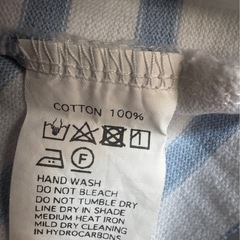 COTTON 100%
F
HAND WASH
DO NOT BLEACH
DO NOT TUMBLE DRY
LINE DRY IN SHADE
MEDIUM HEAT IRON
MILD DRY CLEANING
IN HYDROCARBONS